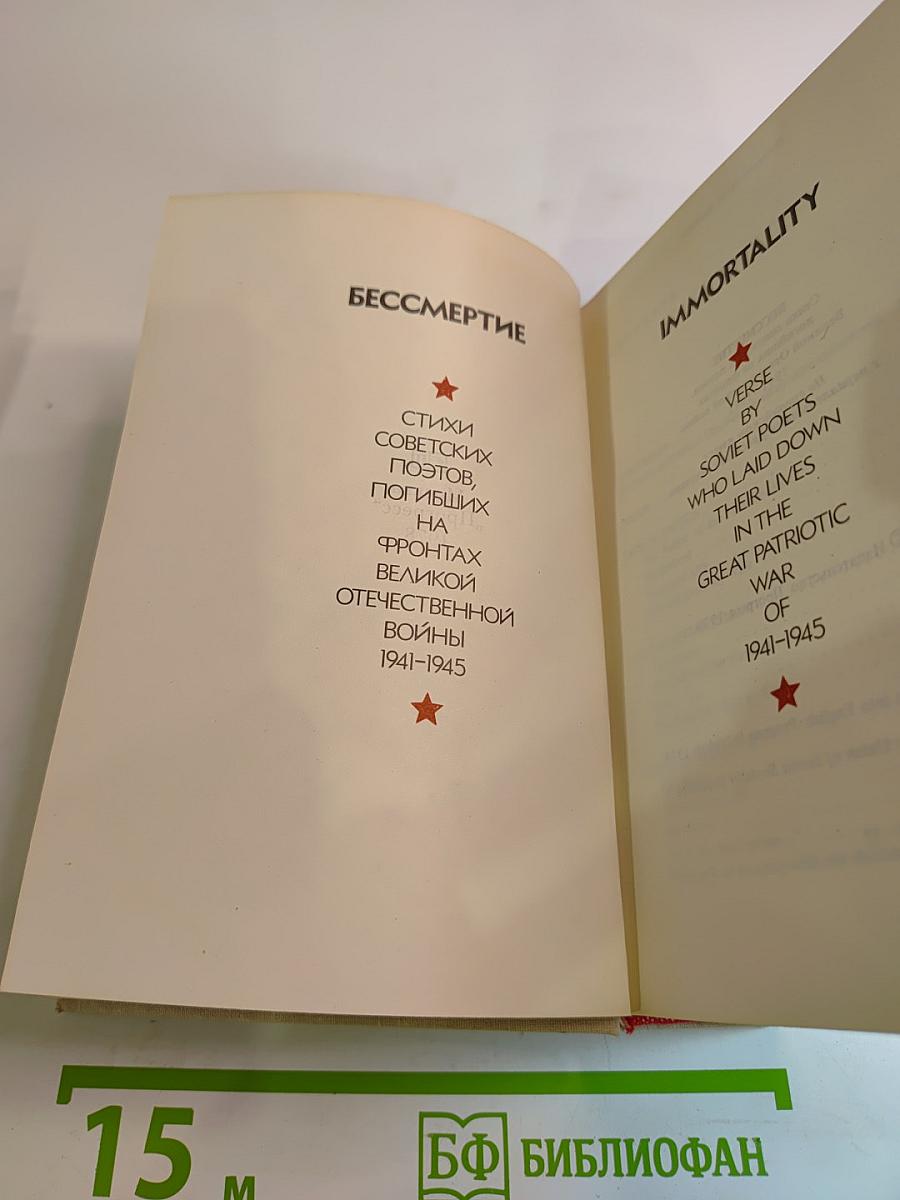 БЕССМЕРТИЕ
СТИХИ
СОВЕТСКИХ
ПОЭТОВ,
ПОГИБШИХ
НА
ФРОНТАХ
ВЕЛИКОЙ
ОТЕЧЕСТВЕННОЙ
ВОЙНЫ
1941–1945
IMMORTALITY
VERSE
BY
SOVIET POETS
WHO LAID DOWN
THEIR LIVES
IN THE
GREAT PATRIOTIC
WAR
OF
1941–1945
15 м
БФ БИБЛИОФАН